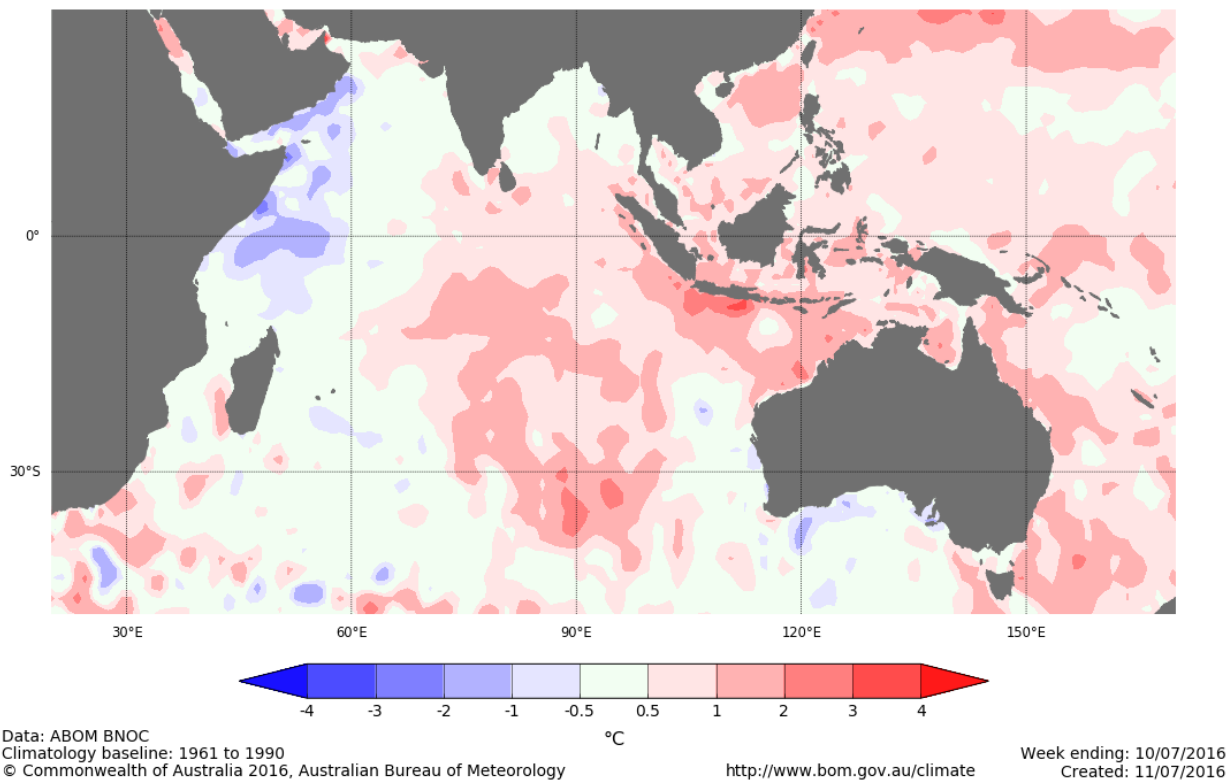 0°
30°S
30°E
60°E
90°E
120°E
150°E
-4
-3
-2
-1
-0.5
0.5
1
2
3
4
°C
Data: ABOM BNOC
Climatology baseline: 1961 to 1990
© Commonwealth of Australia 2016, Australian Bureau of Meteorology
http://www.bom.gov.au/climate
Week ending: 10/07/2016
Created: 11/07/2016